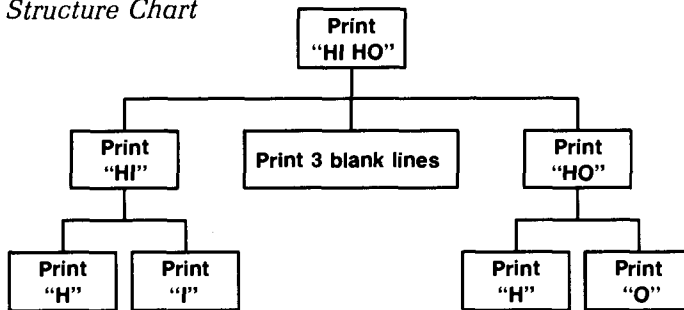 Structure Chart
Print
“HI HO”
Print
“HI”
Print 3 blank lines
Print
“HO”
Print
“H”
Print
“I”
Print
“H”
Print
“O”